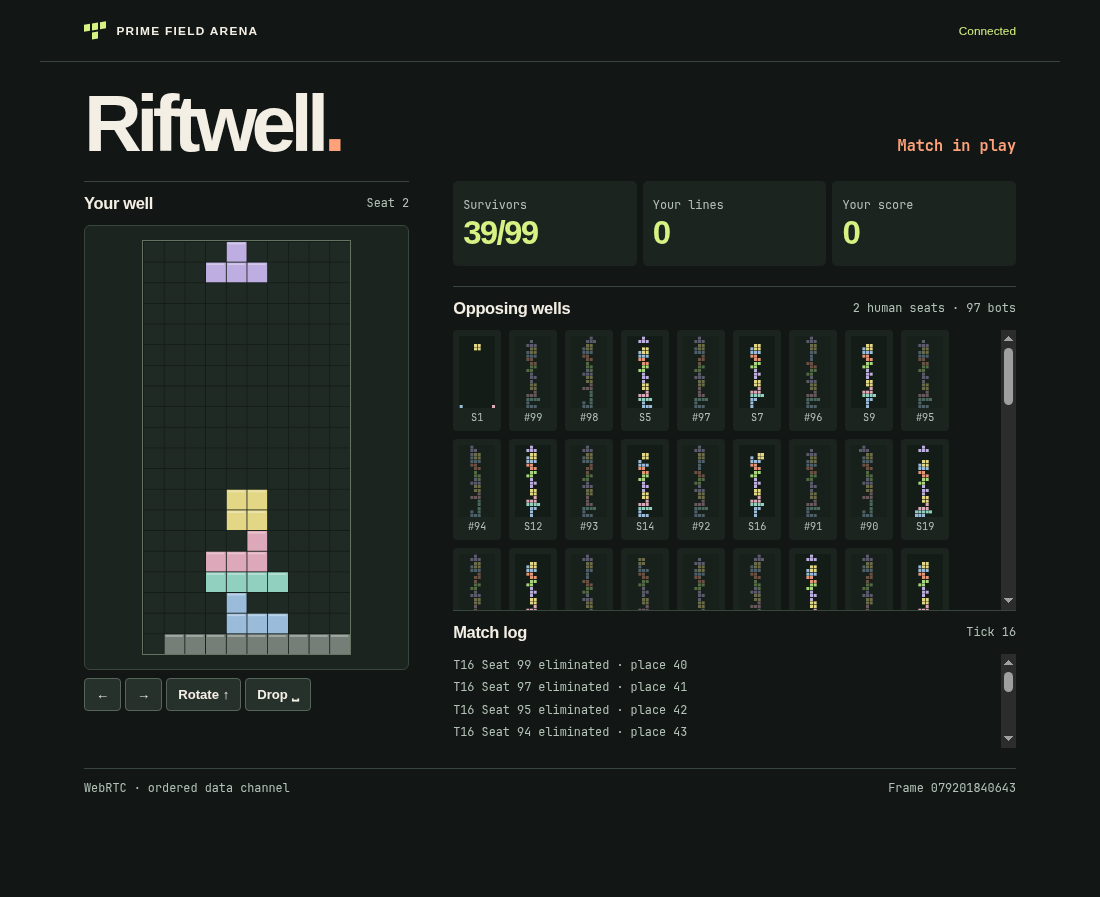 PRIME FIELD ARENA
Connected
Riftwell.
Match in play
Your well
Seat 2
Survivors
39/99
Your lines
0
Your score
0
Opposing wells
2 human seats · 97 bots
S1 #99 #98 S5 #97 S7 #96 S9 #95
#94 S12 #93 S14 #92 S16 #91 #90 S19
← → Rotate ↑ Drop ␣
Match log
Tick 16
T16 Seat 99 eliminated · place 40
T16 Seat 97 eliminated · place 41
T16 Seat 95 eliminated · place 42
T16 Seat 94 eliminated · place 43
WebRTC · ordered data channel
Frame 079201840643